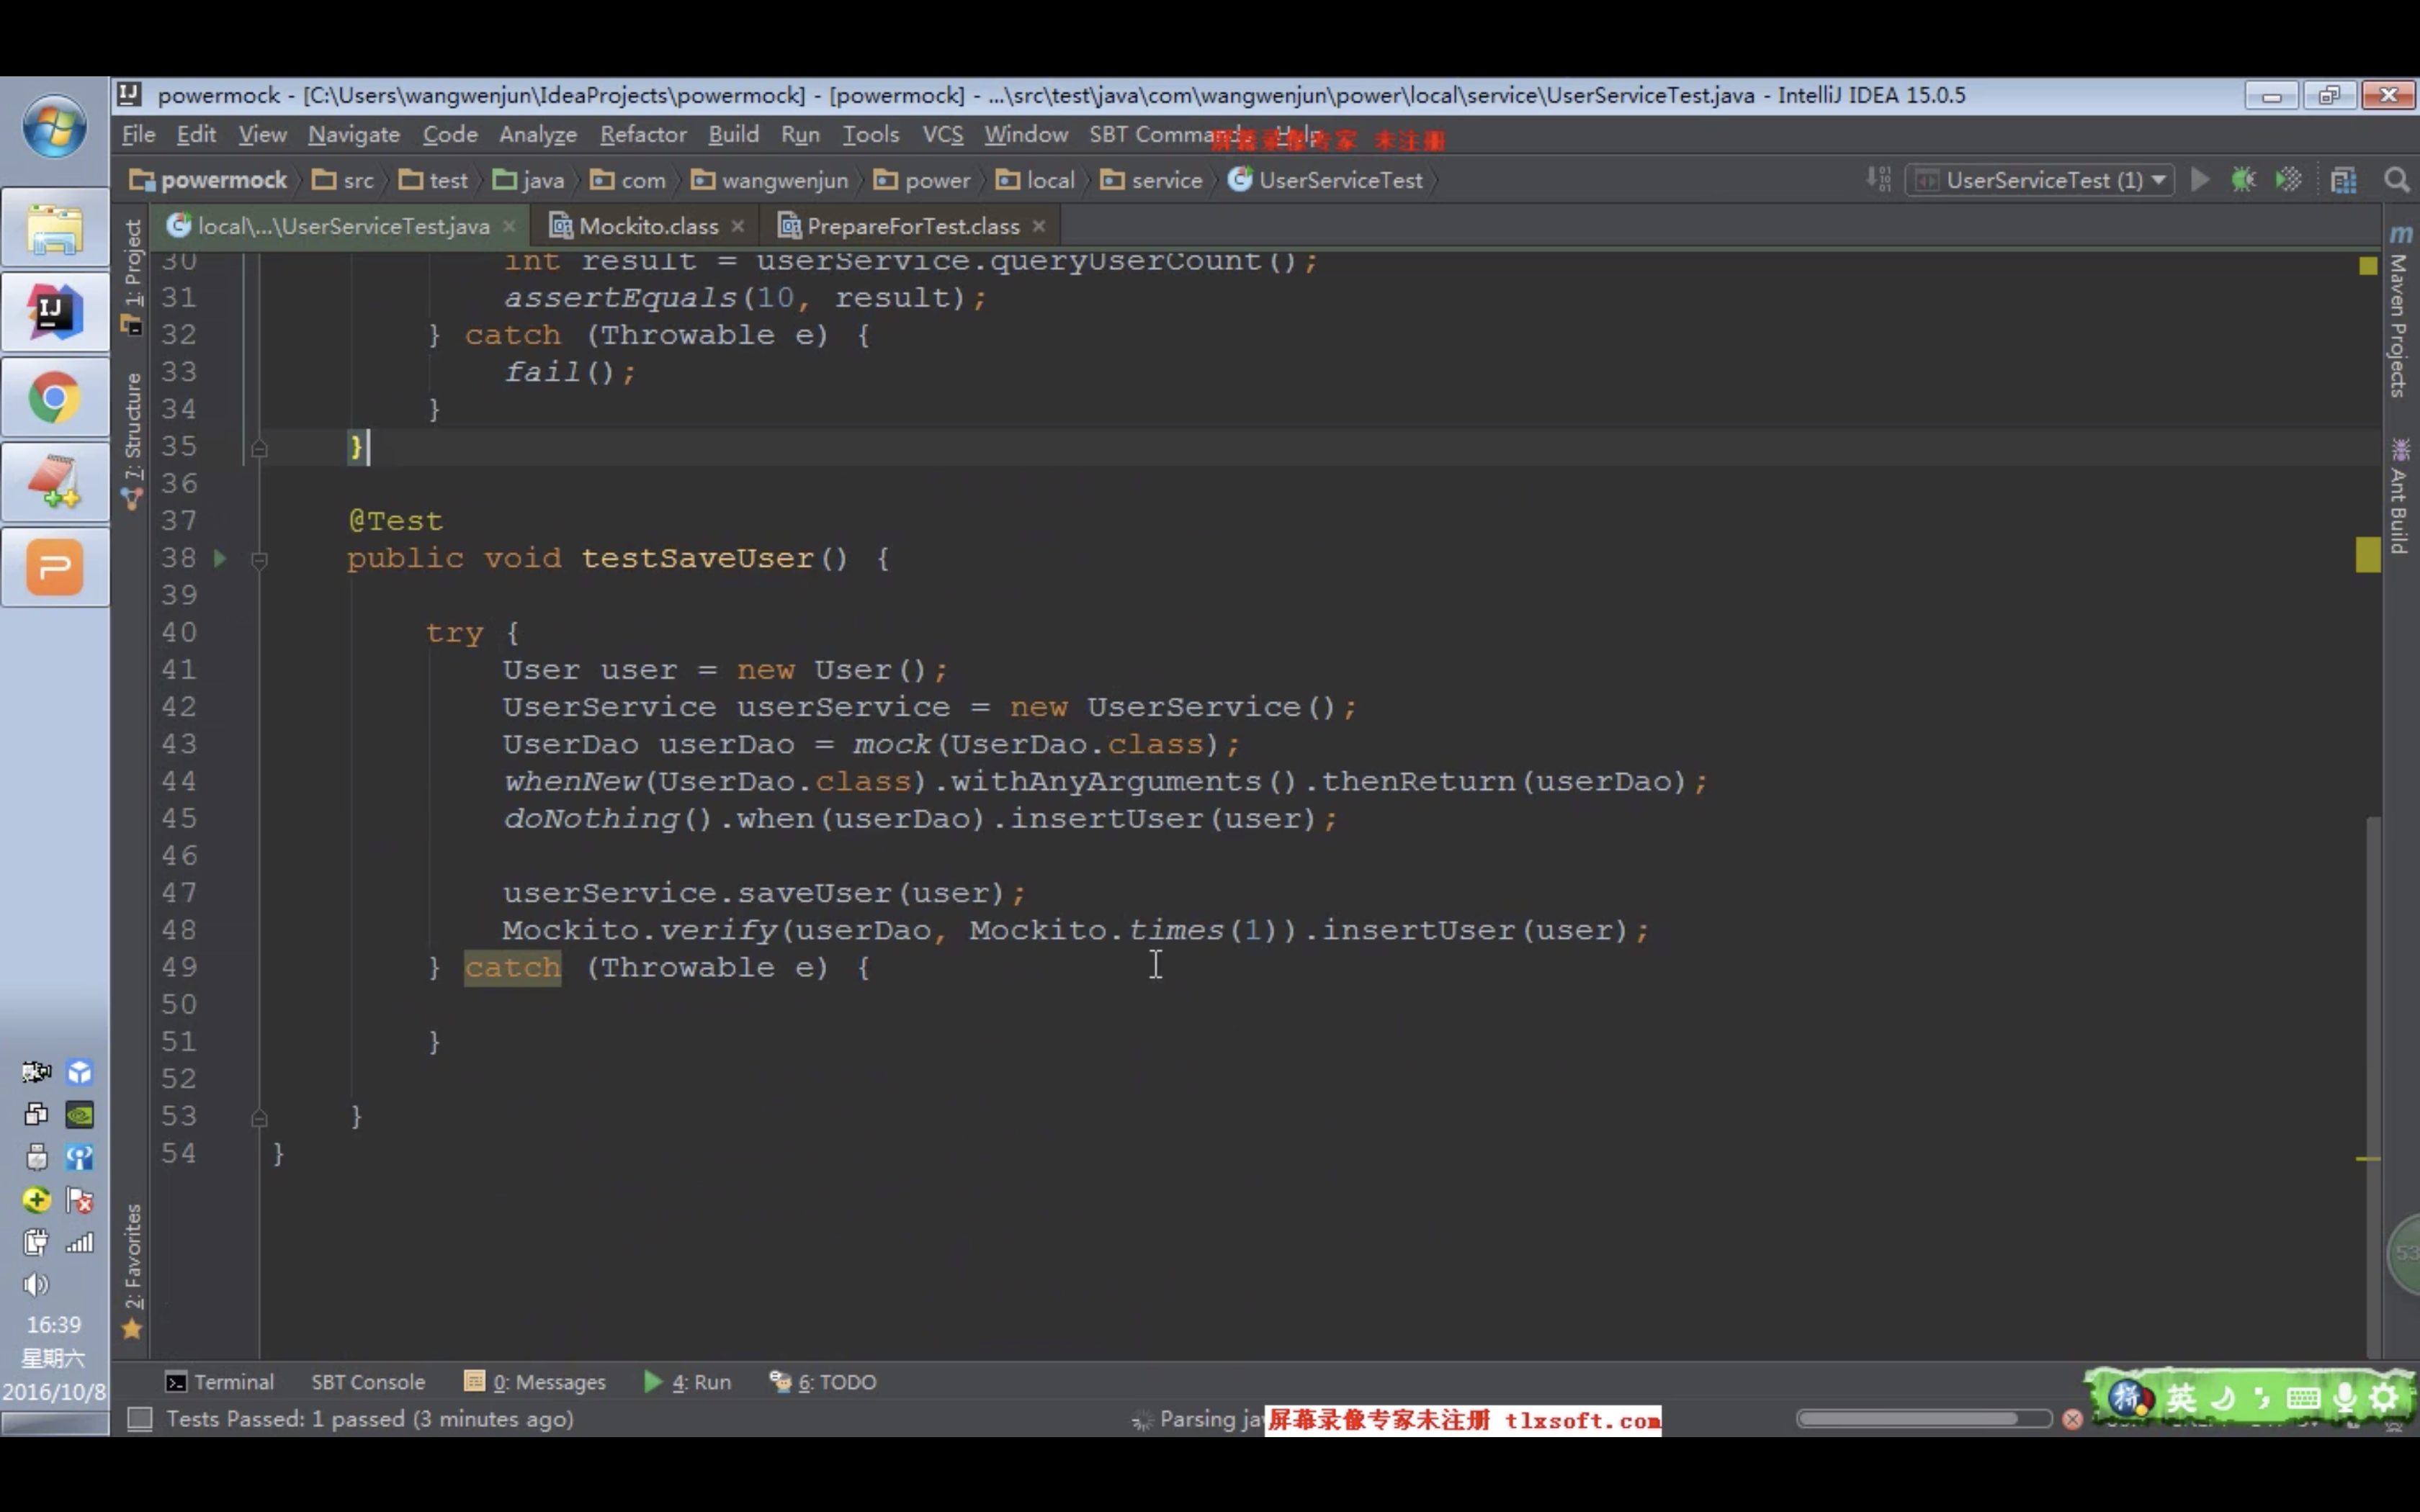 powermock - [C:\Users\wangwenjun\IdeaProjects\powermock] - [powermock] - ...\src\test\java\com\wangwenjun\power\local\service\UserServiceTest.java - IntelliJ IDEA 15.0.5
File Edit View Navigate Code Analyze Refactor Build Run Tools VCS Window SBT Help
屏幕录像专家 未注册
powermock src test java com wangwenjun power local service UserServiceTest UserServiceTest (1)
local\...\UserServiceTest.java Mockito.class PrepareForTest.class
1: Project
7: Structure
2: Favorites
Maven Projects
Ant Build
30 int result = userService.queryUserCount();
31 assertEquals(10, result);
32 } catch (Throwable e) {
33 fail();
34 }
35 }
36
37 @Test
38 public void testSaveUser() {
39
40 try {
41 User user = new User();
42 UserService userService = new UserService();
43 UserDao userDao = mock(UserDao.class);
44 whenNew(UserDao.class).withAnyArguments().thenReturn(userDao);
45 doNothing().when(userDao).insertUser(user);
46
47 userService.saveUser(user);
48 Mockito.verify(userDao, Mockito.times(1)).insertUser(user);
49 } catch (Throwable e) {
50
51 }
52
53 }
54 }
53
16:39
星期六
2016/10/8
Terminal SBT Console 0: Messages 4: Run 6: TODO
Tests Passed: 1 passed (3 minutes ago) Parsing
屏幕录像专家未注册 tlxsoft.com
拼 英